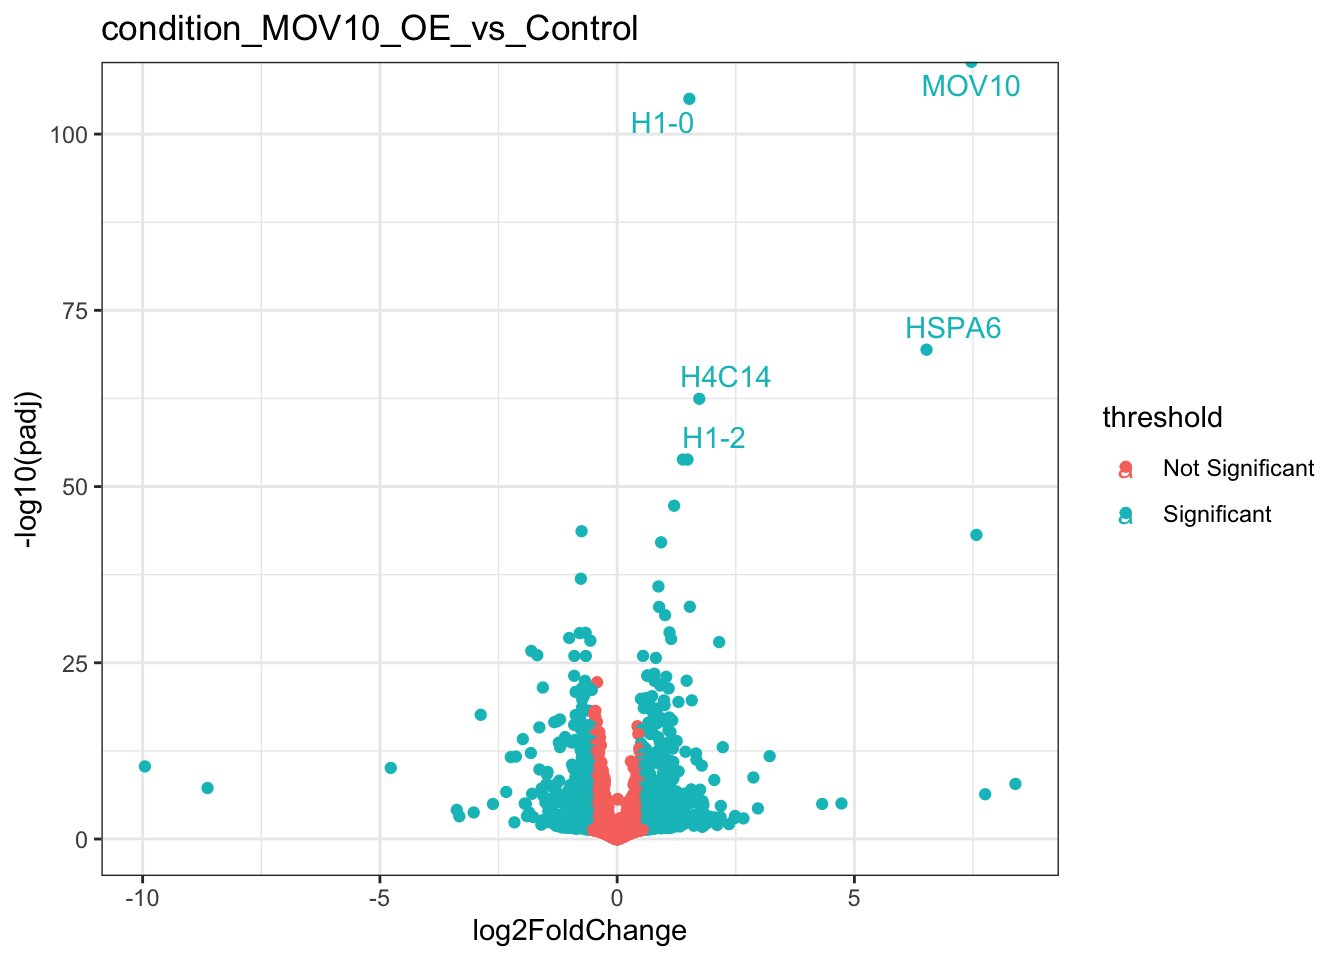 condition_MOV10_OE_vs_Control
MOV10
H1-0
100
HSPA6
75
H4C14
H1-2
50
25
0
-log10(padj)
-10
-5
0
5
log2FoldChange
threshold
a Not Significant
a Significant